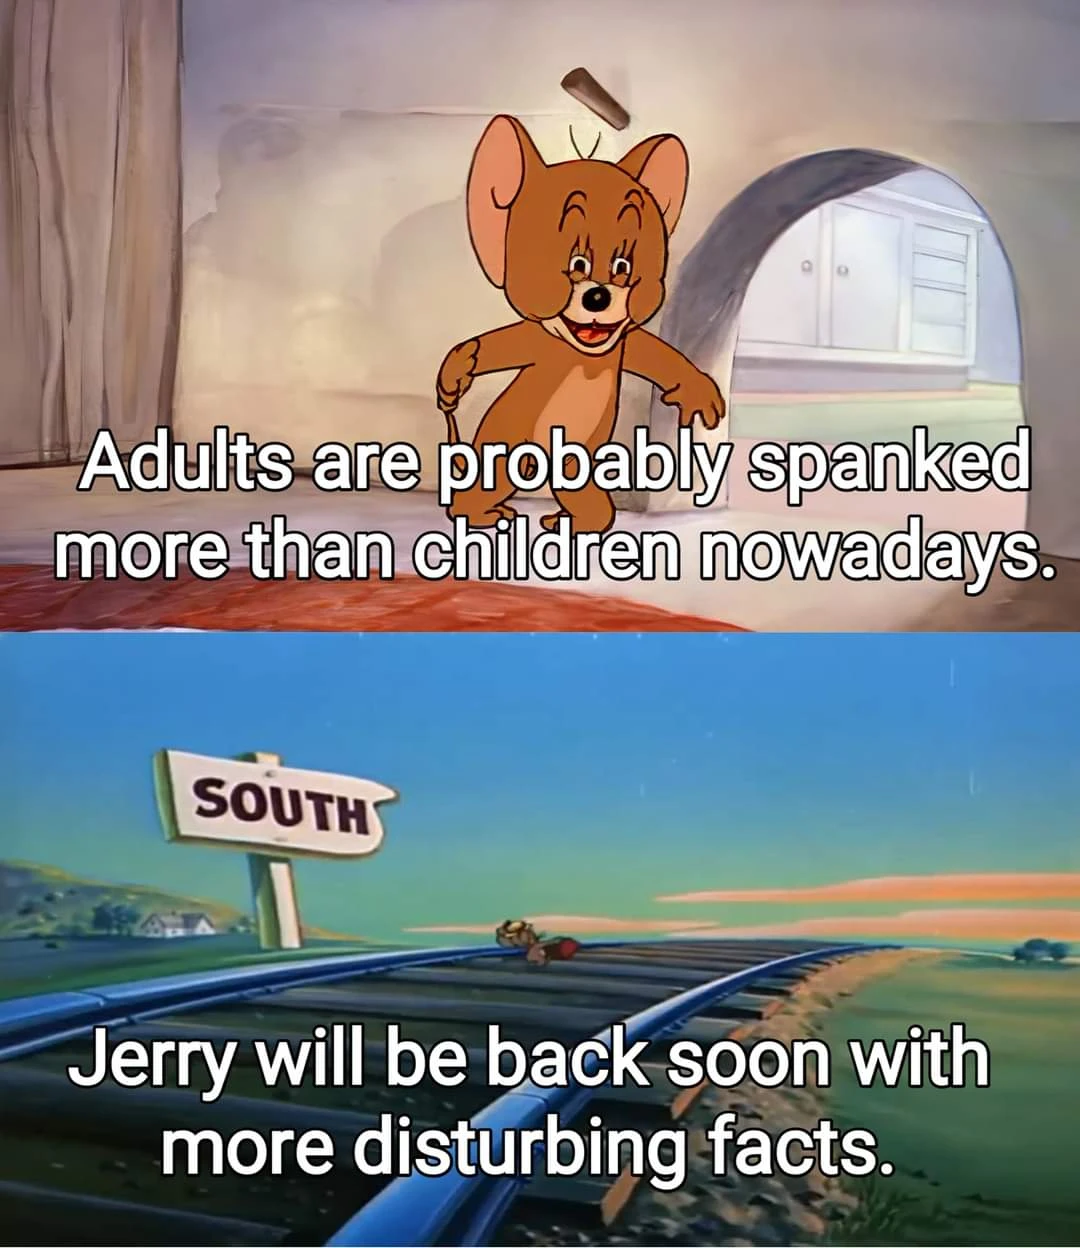 Adults are probably spanked
more than children nowadays.
SOUTH
Jerry will be back soon with
more disturbing facts.